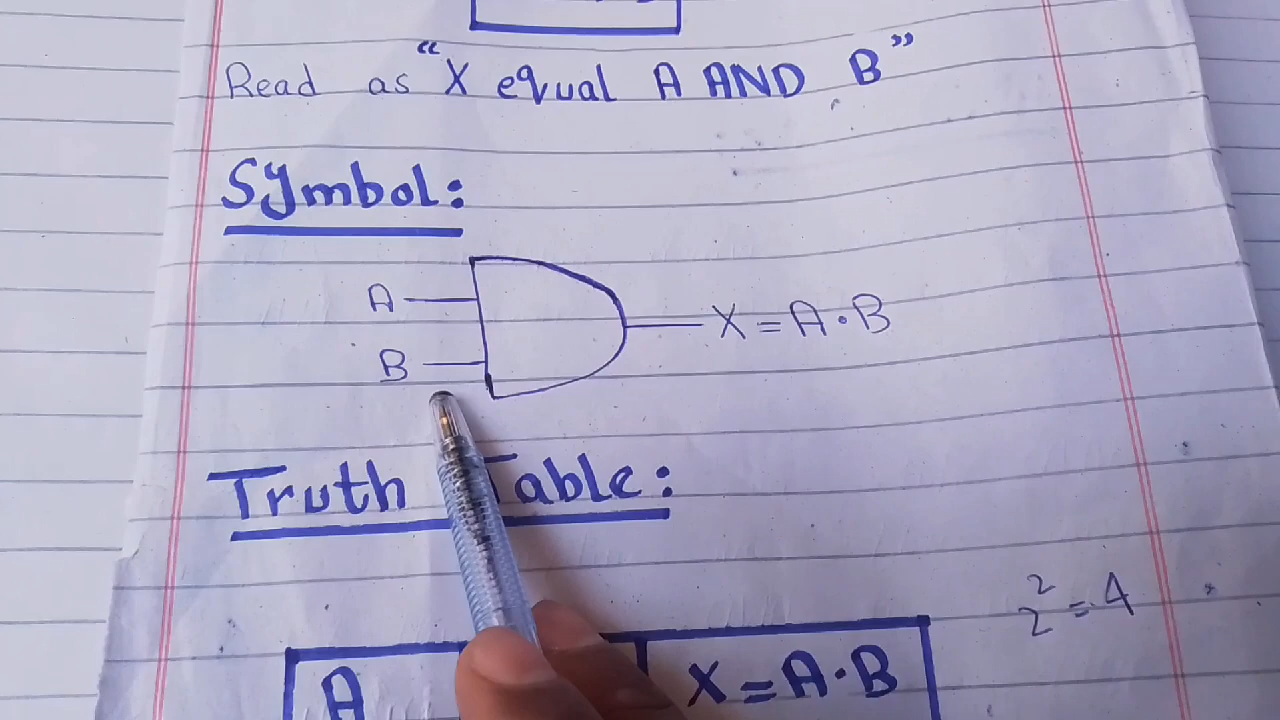 Read as "X equal A AND B"
Symbol:
A
B
X = A·B
Truth Table:
2² = 4
A
X = A·B